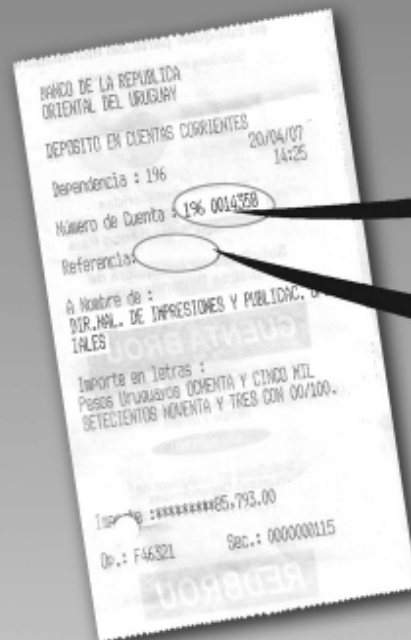 BANCO DE LA REPUBLICA
ORIENTAL DEL URUGUAY
DEPOSITO EN CUENTAS CORRIENTES
20/04/07
Dependencia : 196
14:25
Número de Cuenta : 196 0014358
Referencia:
A Nombre de :
DIR.NAL. DE IMPRESIONES Y PUBLICAC.
IALES
Importe en letras :
Pesos Uruguayos OCHENTA Y CINCO MIL
SETECIENTOS NOVENTA Y TRES CON 00/100.
Importe :*********85,793.00
Op.: F46321 Sec.: 0000000115
CUENTA BROU
REDBROU